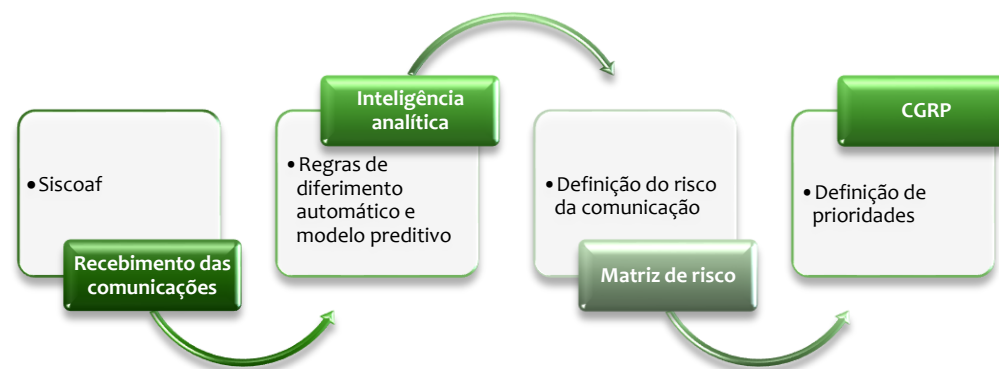 • Siscoaf
Recebimento das
comunicações
Inteligência
analítica
• Regras de
diferimento
automático e
modelo preditivo
• Definição do risco
da comunicação
Matriz de risco
CGRP
• Definição de
prioridades